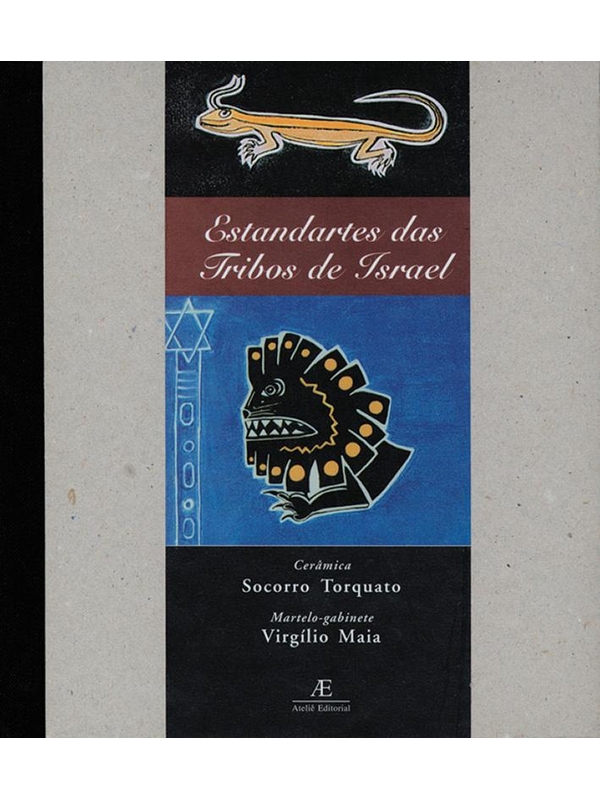 Estandartes das
Tribos de Israel
Cerâmica
Socorro Torquato
Martelo-gabinete
Virgílio Maia
Æ
Ateliê Editorial